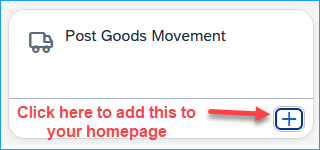 Post Goods Movement
Click here to add this to
your homepage